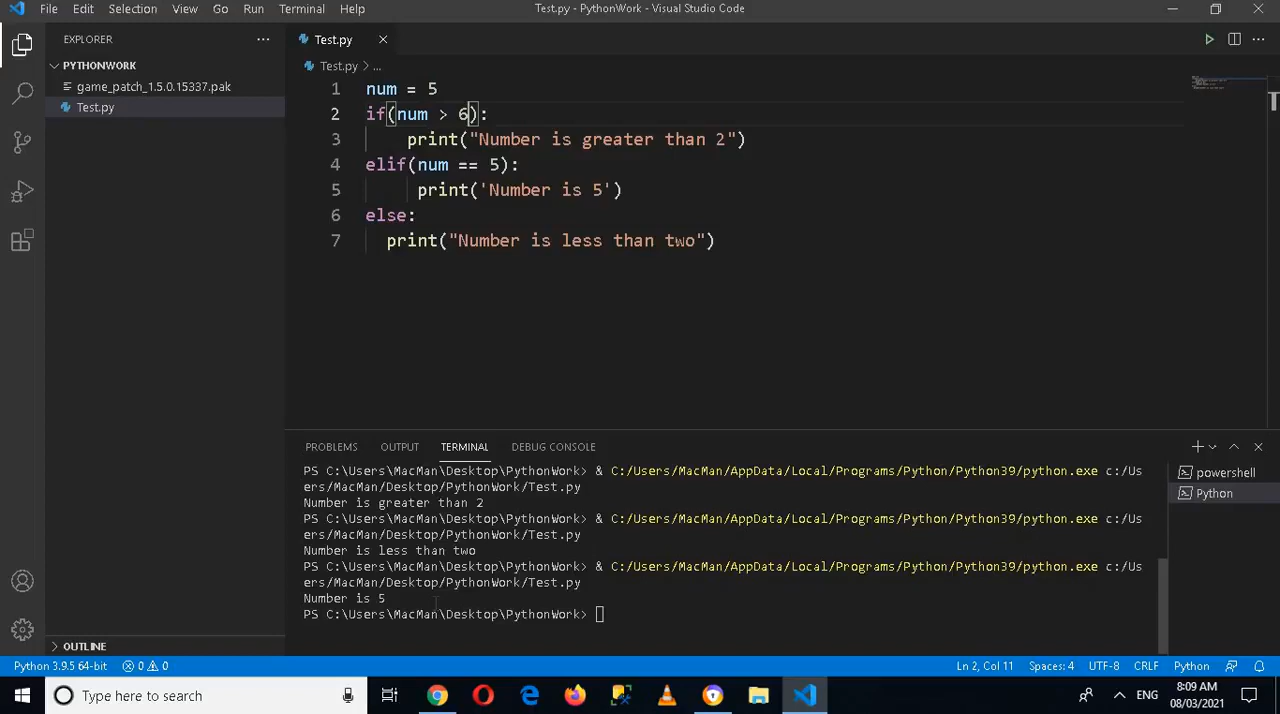 File Edit Selection View Go Run Terminal Help
Test.py - PythonWork - Visual Studio Code
EXPLORER
PYTHONWORK
game_patch_1.5.0.15337.pak
Test.py
OUTLINE
Test.py
Test.py > ...
1 num = 5
2 if(num > 6):
3 print("Number is greater than 2")
4 elif(num == 5):
5 print('Number is 5')
6 else:
7 print("Number is less than two")
PROBLEMS OUTPUT TERMINAL DEBUG CONSOLE
PS C:\Users\MacMan\Desktop\PythonWork> & C:/Users/MacMan/AppData/Local/Programs/Python/Python39/python.exe c:/Us
ers/MacMan/Desktop/PythonWork/Test.py
Number is greater than 2
PS C:\Users\MacMan\Desktop\PythonWork> & C:/Users/MacMan/AppData/Local/Programs/Python/Python39/python.exe c:/Us
ers/MacMan/Desktop/PythonWork/Test.py
Number is less than two
PS C:\Users\MacMan\Desktop\PythonWork> & C:/Users/MacMan/AppData/Local/Programs/Python/Python39/python.exe c:/Us
ers/MacMan/Desktop/PythonWork/Test.py
Number is 5
PS C:\Users\MacMan\Desktop\PythonWork>
powershell
Python
Python 3.9.5 64-bit 0 0 Ln 2, Col 11 Spaces: 4 UTF-8 CRLF Python
Type here to search
ENG
8:09 AM
08/03/2021